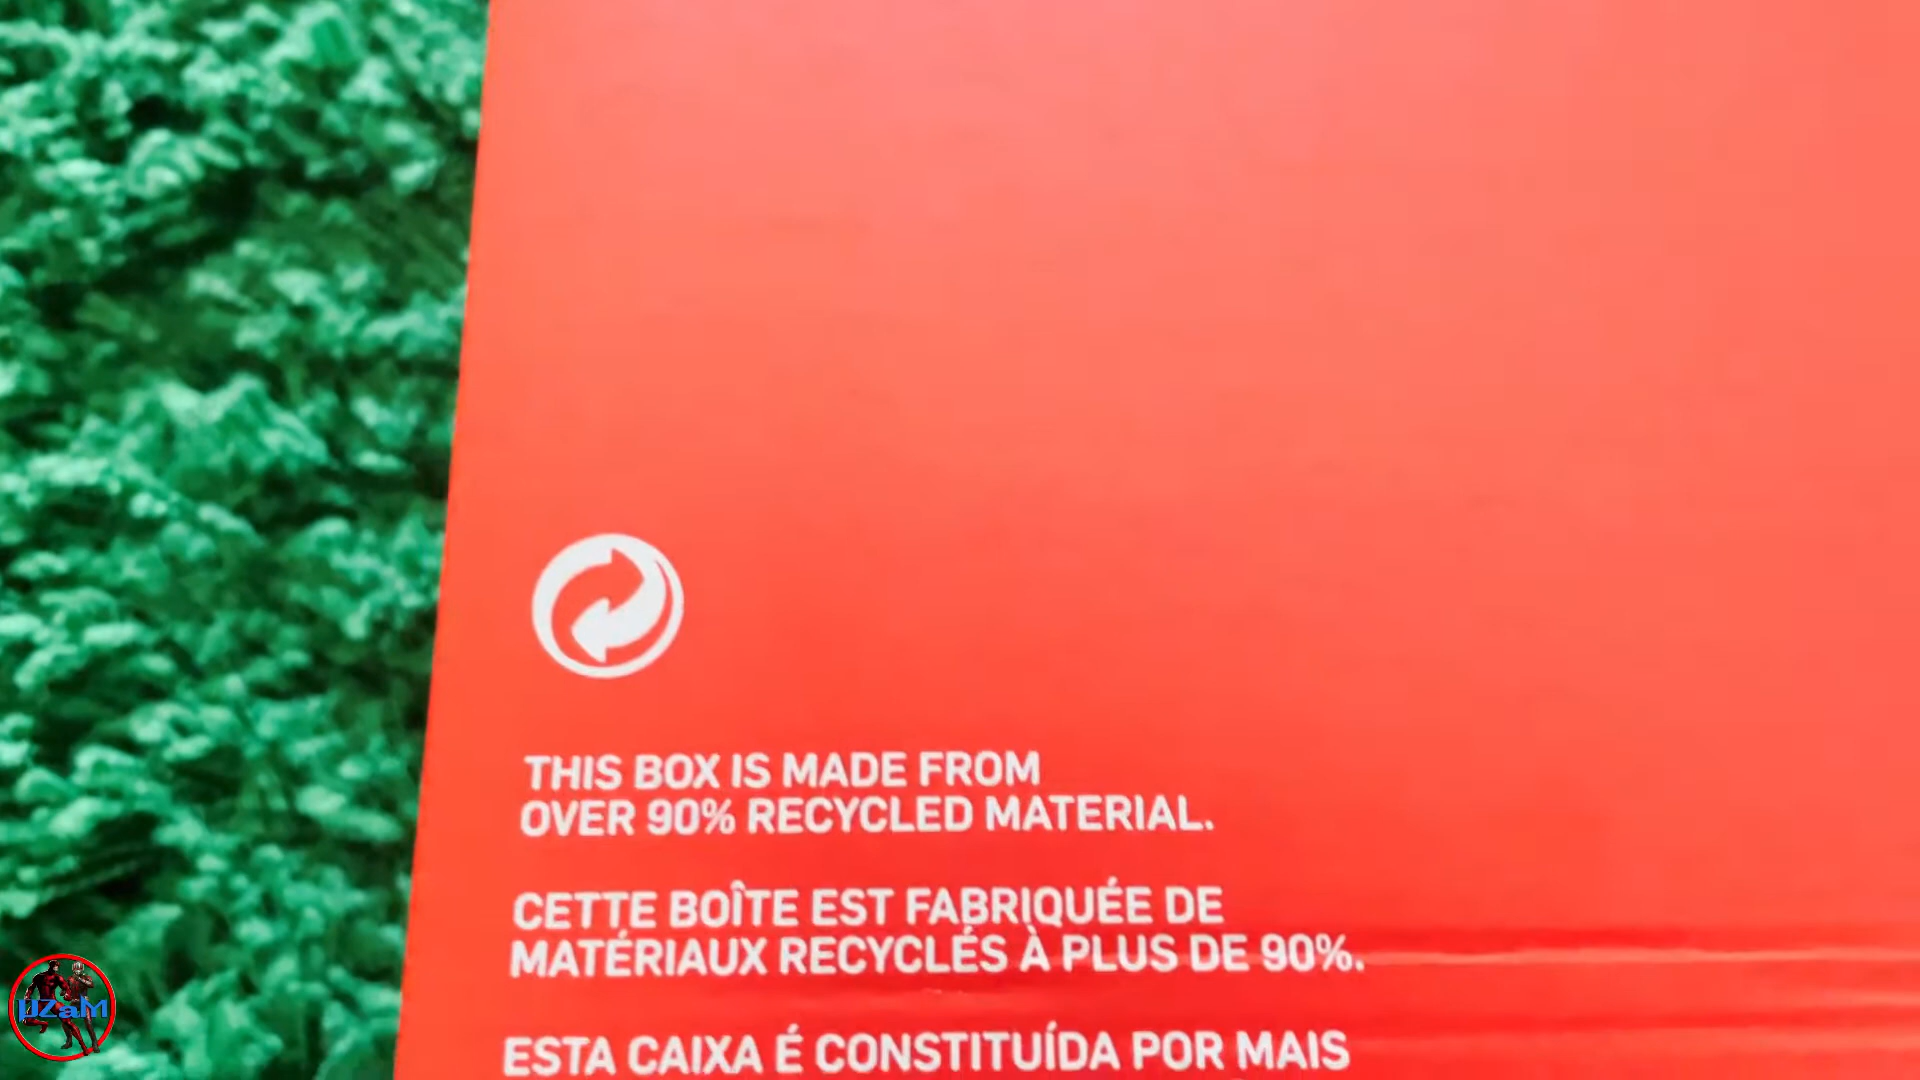 THIS BOX IS MADE FROM
OVER 90% RECYCLED MATERIAL.
CETTE BOÎTE EST FABRIQUÉE DE
MATÉRIAUX RECYCLÉS À PLUS DE 90%.
ESTA CAIXA É CONSTITUÍDA POR MAIS
UZaM